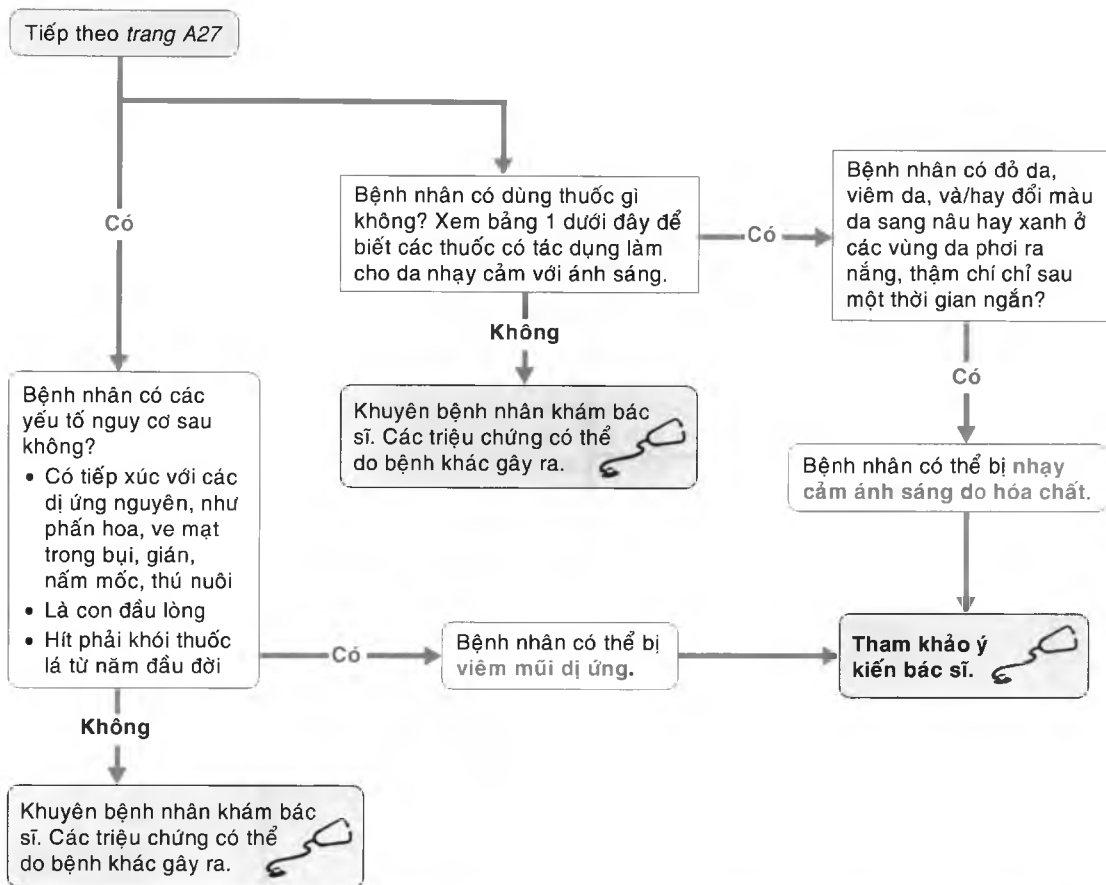 Tiếp theo trang A27
Có
Bệnh nhân có dùng thuốc gì
không? Xem bảng 1 dưới đây để
biết các thuốc có tác dụng làm
cho da nhạy cảm với ánh sáng.
Có
Bệnh nhân có đỏ da,
viêm da, và/hay đổi màu
da sang nâu hay xanh ở
các vùng da phơi ra
nắng, thậm chí chỉ sau
một thời gian ngắn?
Không
Có
Khuyên bệnh nhân khám bác
sĩ. Các triệu chứng có thể
do bệnh khác gây ra.
Bệnh nhân có thể bị nhạy
cảm ánh sáng do hóa chất.
Bệnh nhân có các
yếu tố nguy cơ sau
không?
• Có tiếp xúc với các
dị ứng nguyên, như
phấn hoa, ve mạt
trong bụi, gián,
nấm mốc, thú nuôi
• Là con đầu lòng
• Hít phải khói thuốc
lá từ năm đầu đời
Có
Bệnh nhân có thể bị
viêm mũi dị ứng.
Tham khảo ý
kiến bác sĩ.
Không
Khuyên bệnh nhân khám bác
sĩ. Các triệu chứng có thể
do bệnh khác gây ra.